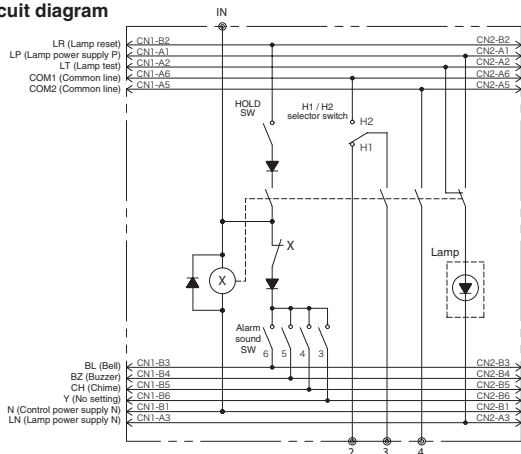 cuit diagram
IN
LR (Lamp reset) CN1-B2 CN2-B2
LP (Lamp power supply P) CN1-A1 CN2-A1
LT (Lamp test) CN1-A2 CN2-A2
COM1 (Common line) CN1-A6 CN2-A6
COM2 (Common line) CN1-A5 CN2-A5
HOLD
SW
H1 / H2
selector switch
H2
H1
X
X
Lamp
Alarm
sound
SW
6 5 4 3
BL (Bell) CN1-B3 CN2-B3
BZ (Buzzer) CN1-B4 CN2-B4
CH (Chime) CN1-B5 CN2-B5
Y (No setting) CN1-B6 CN2-B6
N (Control power supply N) CN1-B1 CN2-B1
LN (Lamp power supply N) CN1-A3 CN2-A3
2 3 4